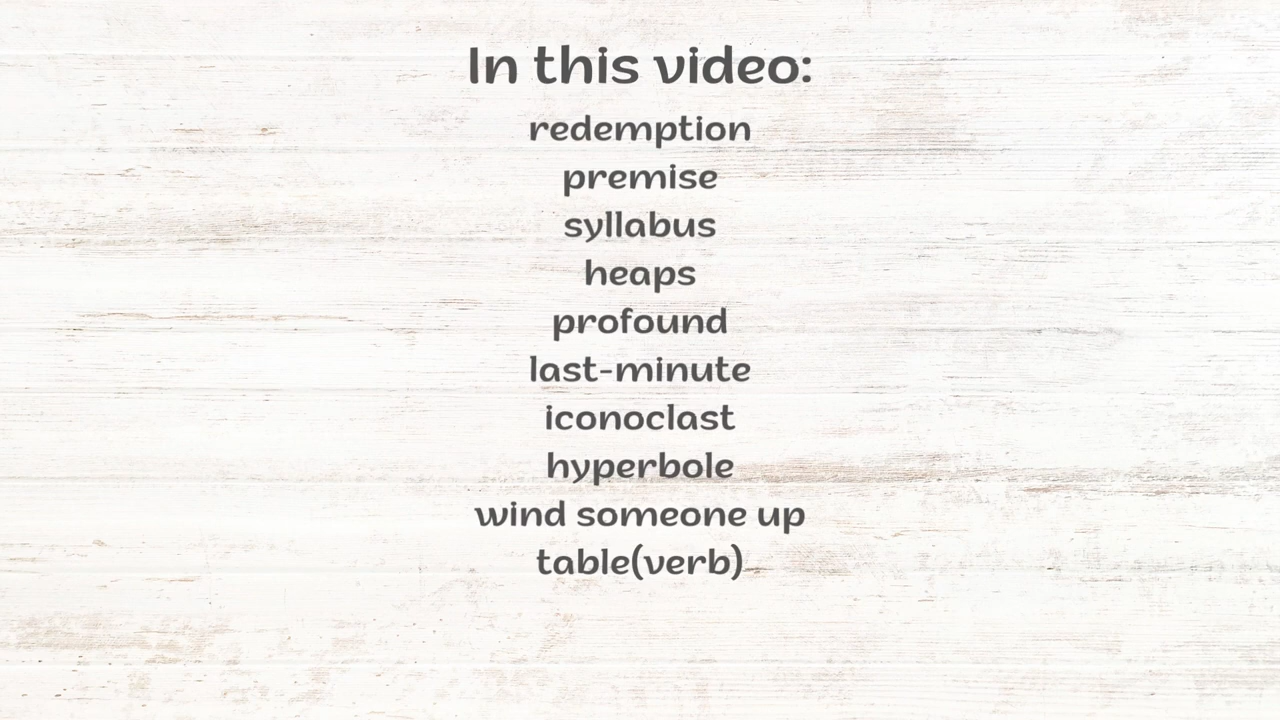 In this video:
redemption
premise
syllabus
heaps
profound
last-minute
iconoclast
hyperbole
wind someone up
table(verb)